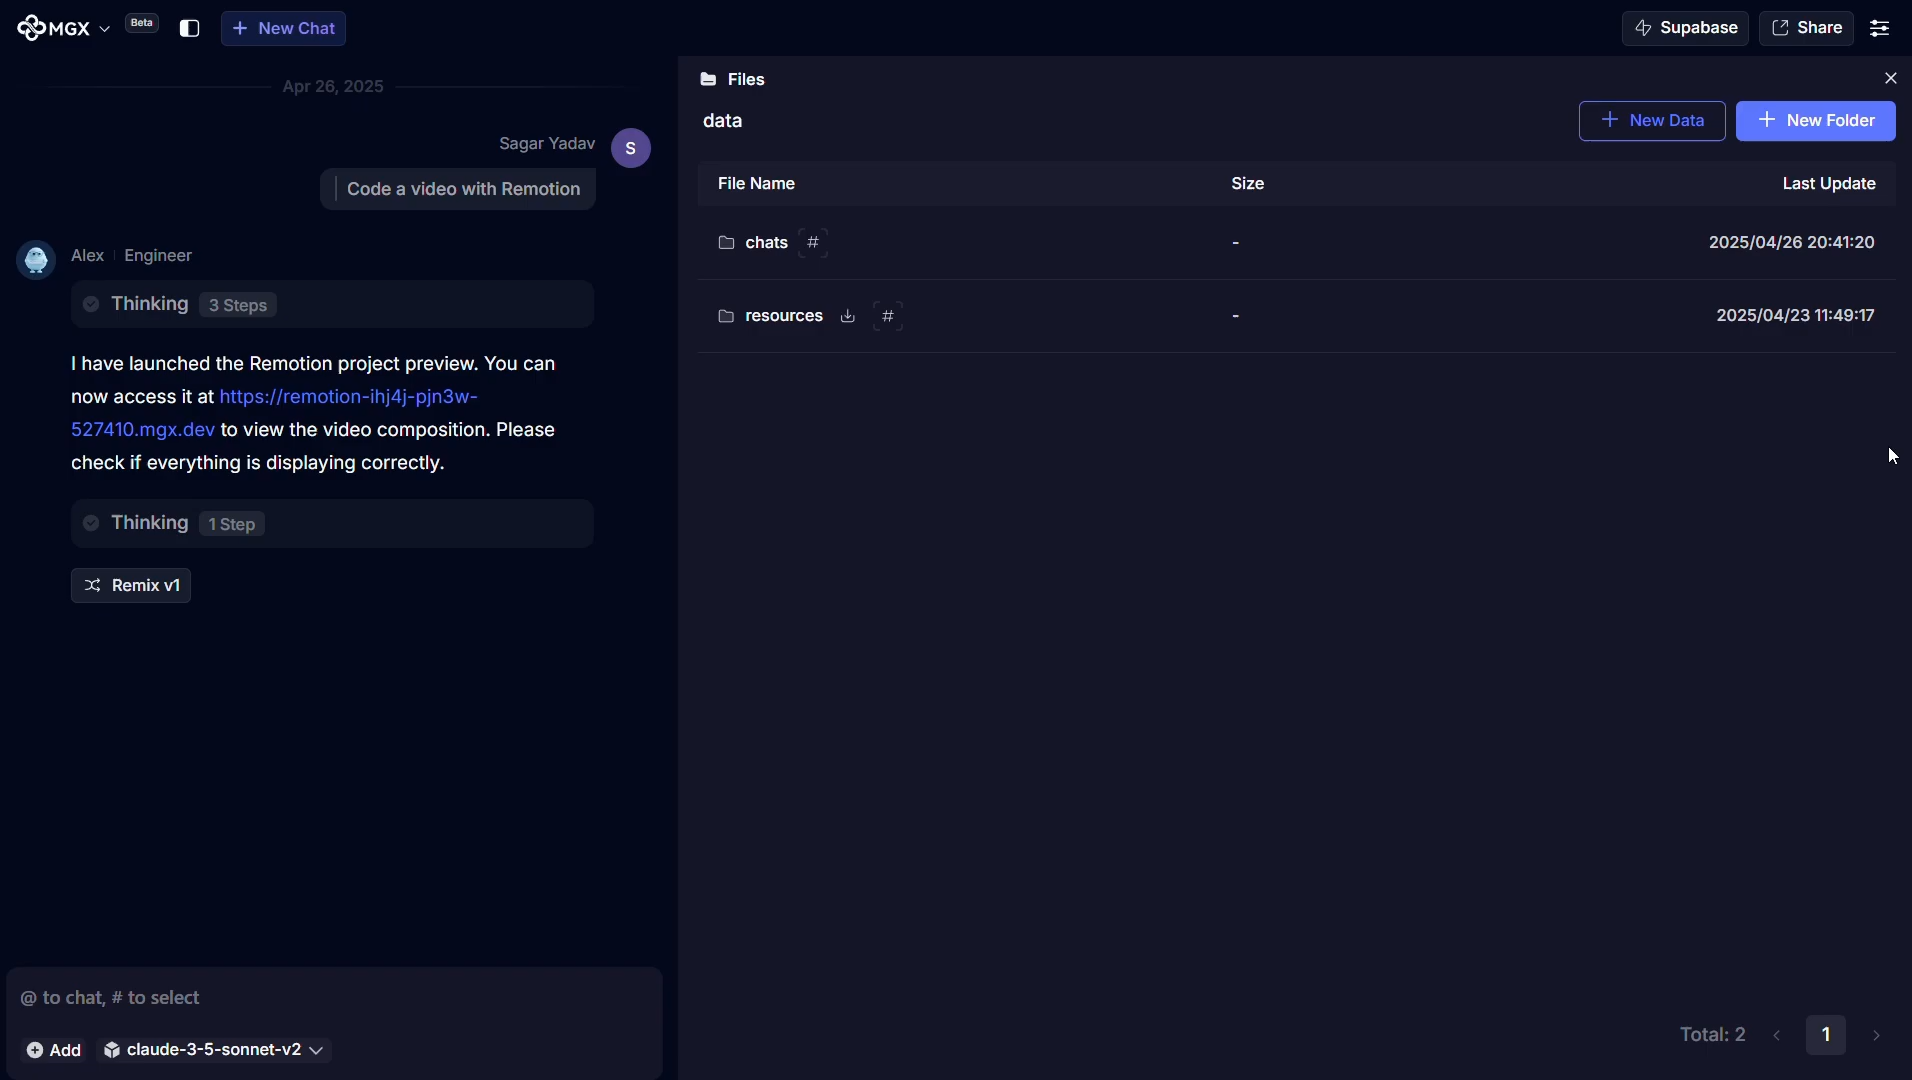 MGX
Beta
+ New Chat
Supabase
Share
Apr 26, 2025
Sagar Yadav
S
Code a video with Remotion
Alex | Engineer
Thinking 3 Steps
I have launched the Remotion project preview. You can
now access it at https://remotion-ihj4j-pjn3w-
527410.mgx.dev to view the video composition. Please
check if everything is displaying correctly.
Thinking 1 Step
Remix v1
@ to chat, # to select
Add claude-3-5-sonnet-v2
Files
data
+ New Data
+ New Folder
File Name Size Last Update
chats # - 2025/04/26 20:41:20
resources # - 2025/04/23 11:49:17
Total: 2 < 1 >